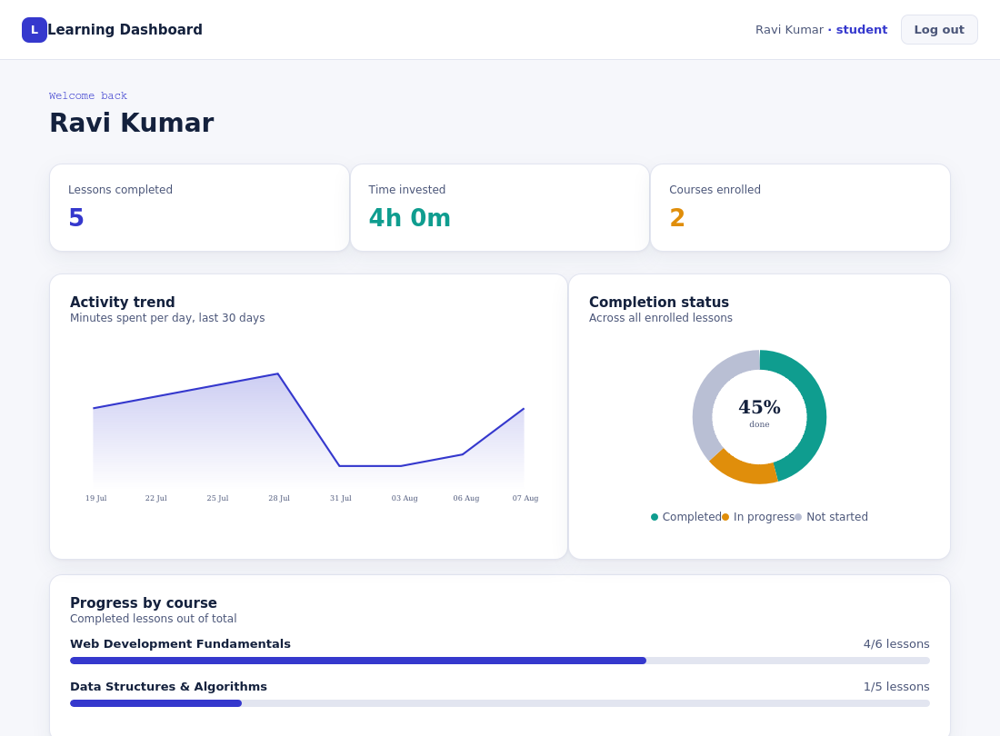 L Learning Dashboard
Ravi Kumar · student
Log out
Welcome back
Ravi Kumar
Lessons completed
5
Time invested
4h 0m
Courses enrolled
2
Activity trend
Minutes spent per day, last 30 days
19 Jul 22 Jul 25 Jul 28 Jul 31 Jul 03 Aug 06 Aug 07 Aug
Completion status
Across all enrolled lessons
45%
done
Completed In progress Not started
Progress by course
Completed lessons out of total
Web Development Fundamentals 4/6 lessons
Data Structures & Algorithms 1/5 lessons